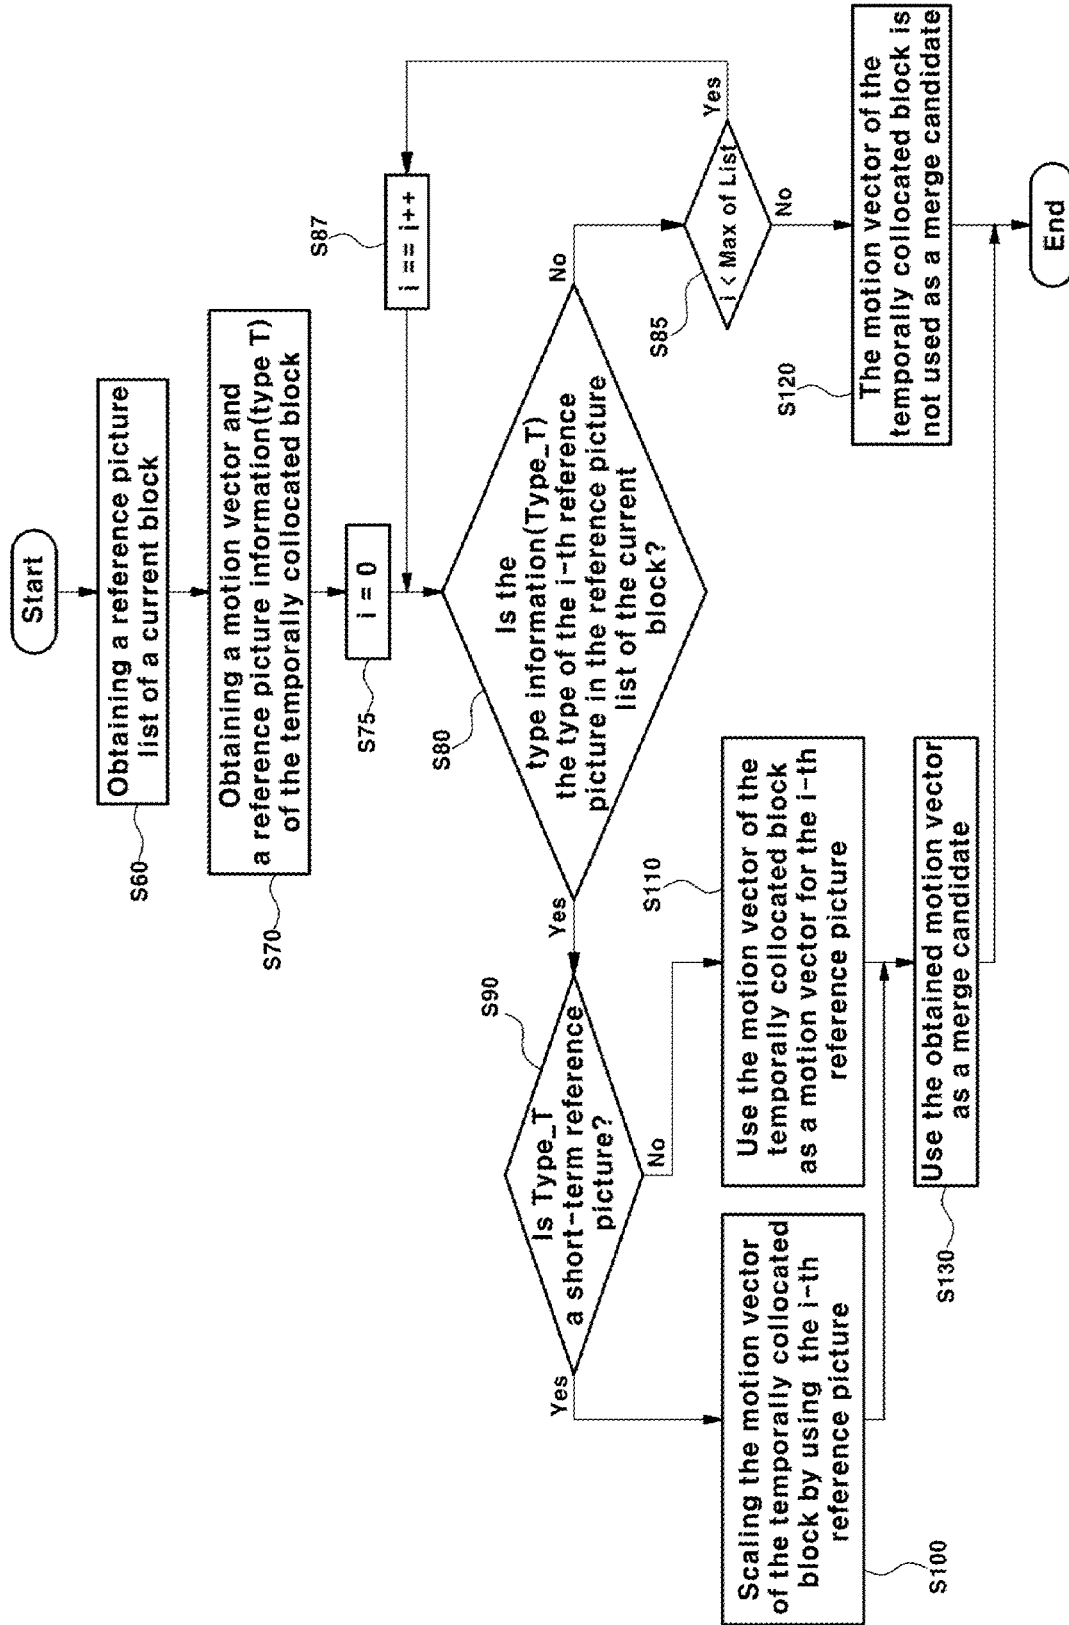 Start
Obtaining a reference picture
list of a current block
S60
Obtaining a motion vector and
a reference picture information(type T)
of the temporally collocated block
S70
i = 0
S75
i == i++
S87
Is the
type information(Type_T)
the type of the i-th reference
picture in the reference picture
list of the current
block?
S80
Yes
No
Is Type_T
a short-term reference
picture?
S90
Yes
No
i < Max of List
S85
Yes
No
Scaling the motion vector
of the temporally collocated
block by using the i-th
reference picture
S100
Use the motion vector of the
temporally collocated block
as a motion vector for the i-th
reference picture
S110
The motion vector of the
temporally collocated block is
not used as a merge candidate
S120
Use the obtained motion vector
as a merge candidate
S130
End